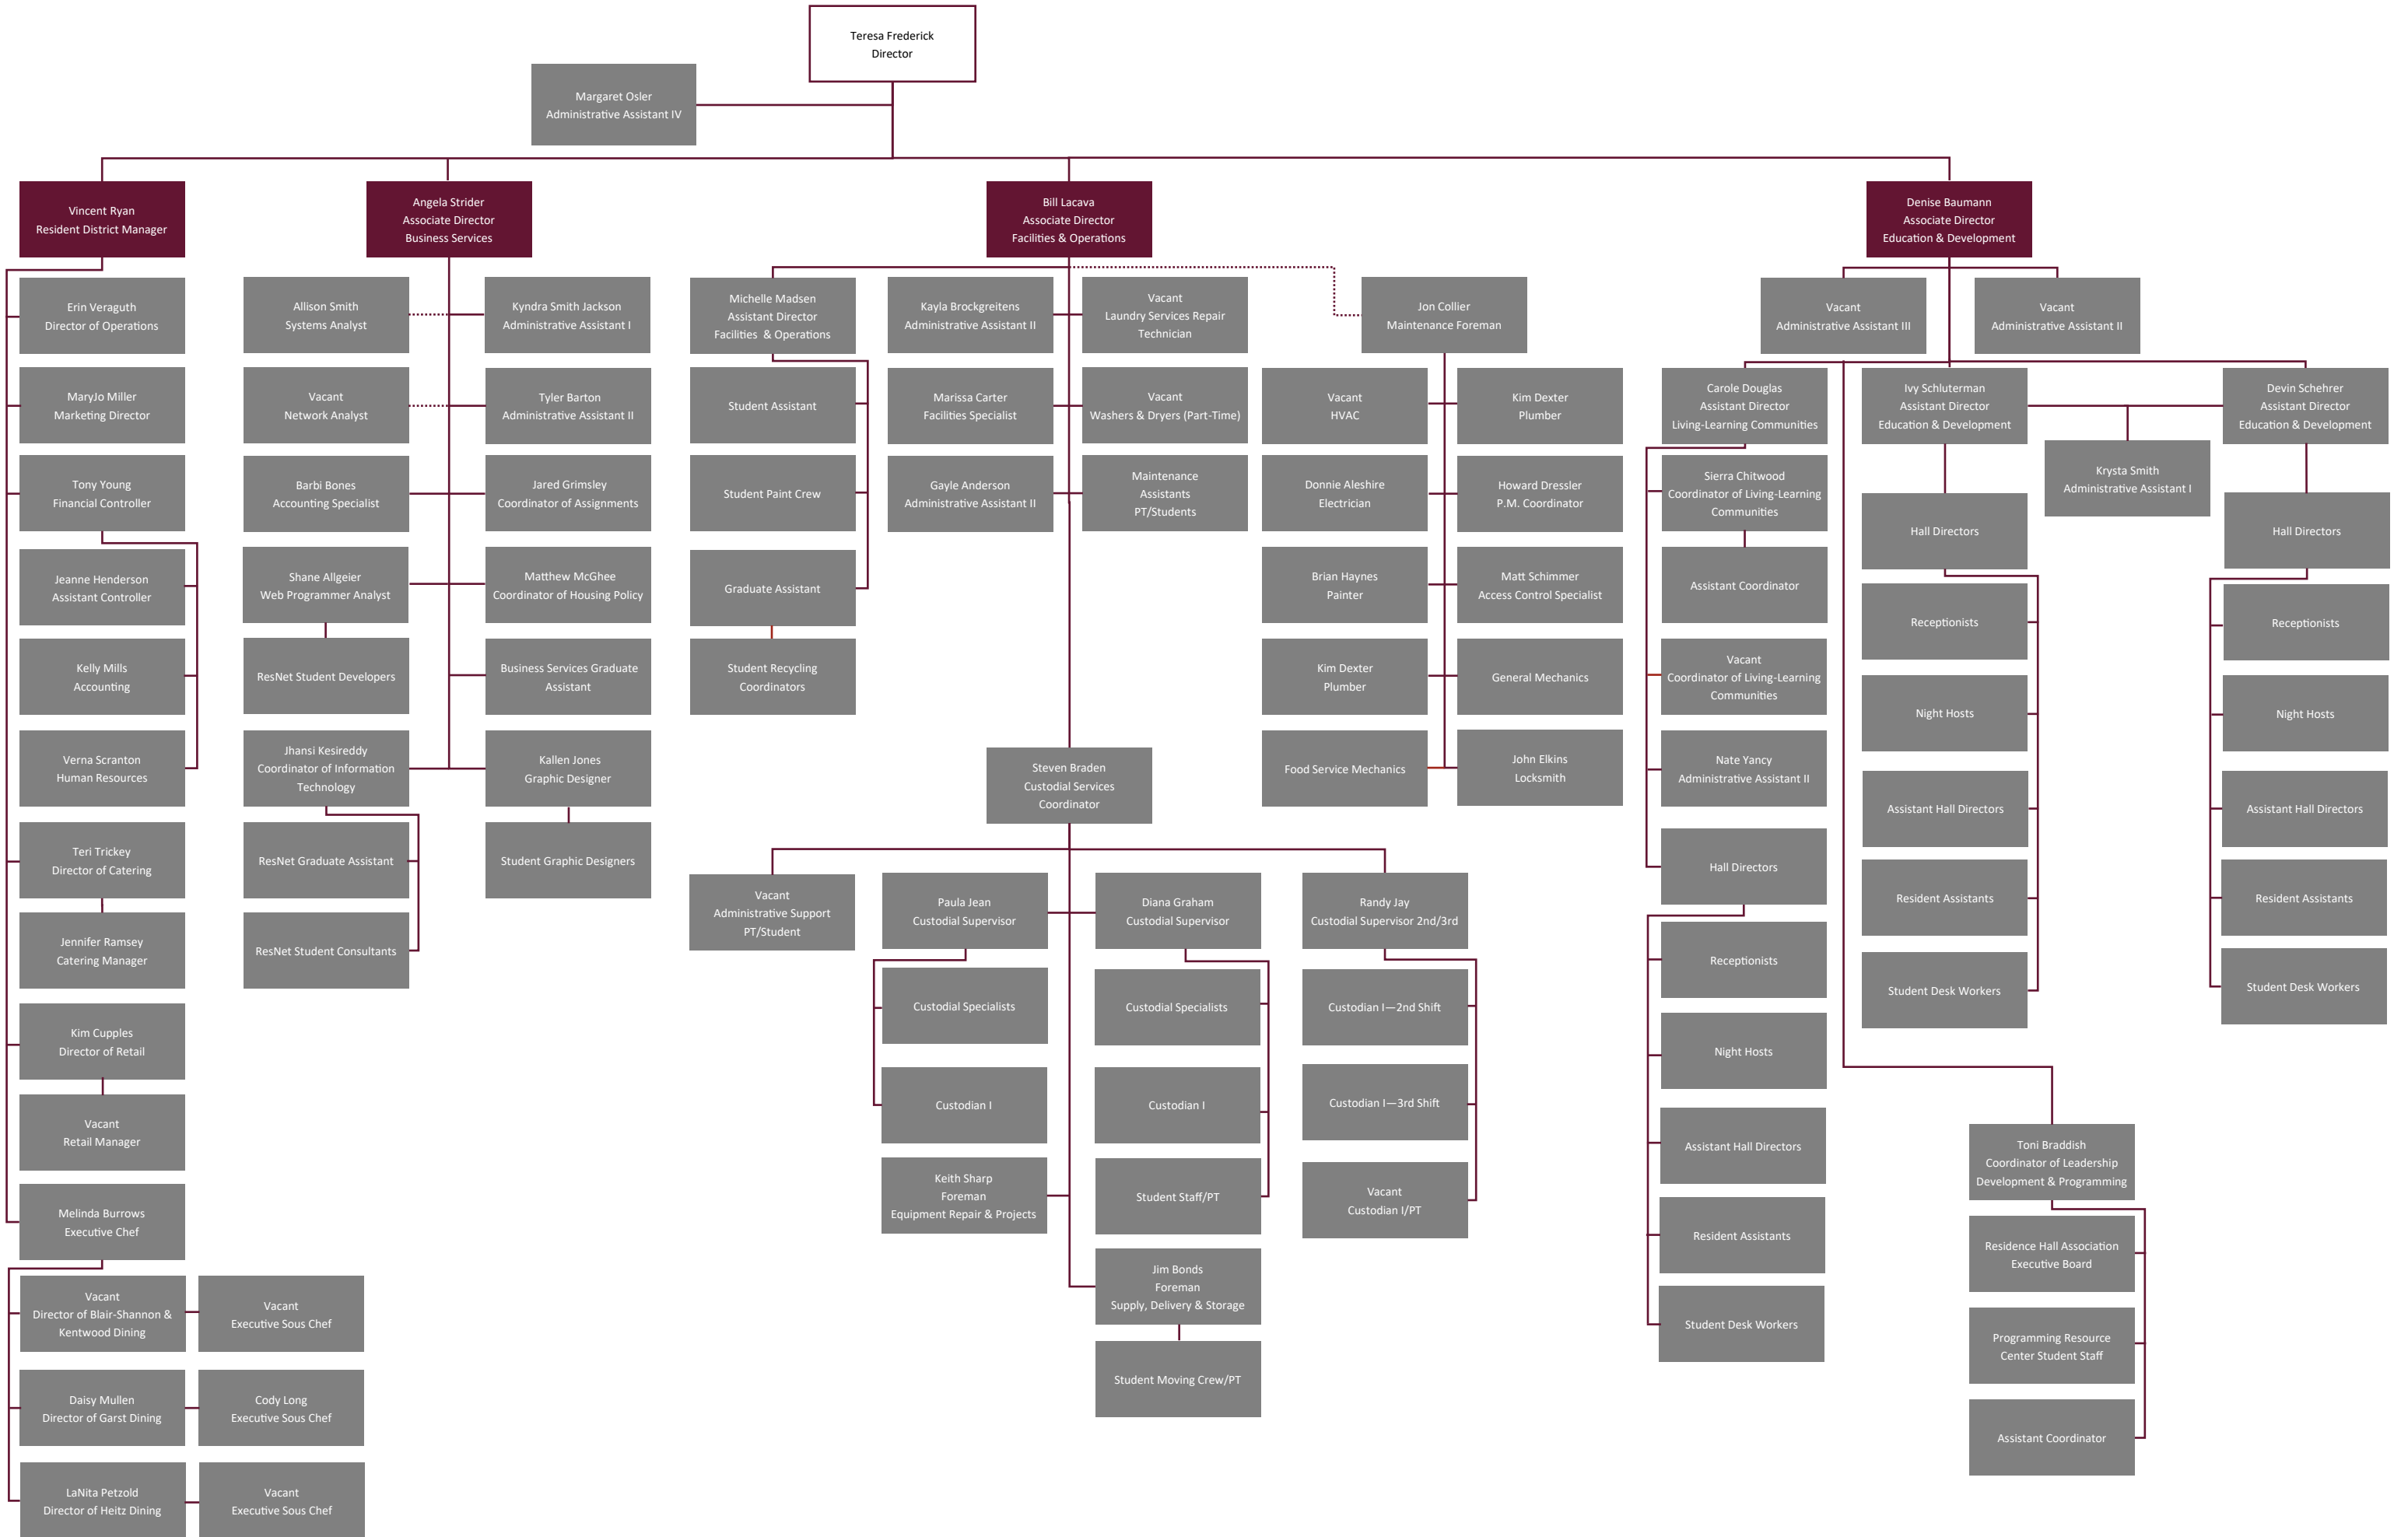 Teresa Frederick
Director
Margaret Osler
Administrative Assistant IV
Vincent Ryan
Resident District Manager
Angela Strider
Associate Director
Business Services
Bill Lacava
Associate Director
Facilities & Operations
Denise Baumann
Associate Director
Education & Development
Erin Veraguth
Director of Operations
MaryJo Miller
Marketing Director
Tony Young
Financial Controller
Jeanne Henderson
Assistant Controller
Kelly Mills
Accounting
Verna Scranton
Human Resources
Teri Trickey
Director of Catering
Jennifer Ramsey
Catering Manager
Kim Cupples
Director of Retail
Vacant
Retail Manager
Melinda Burrows
Executive Chef
Vacant
Director of Blair-Shannon &
Kentwood Dining
Vacant
Executive Sous Chef
Daisy Mullen
Director of Garst Dining
Cody Long
Executive Sous Chef
LaNita Petzold
Director of Heitz Dining
Vacant
Executive Sous Chef
Allison Smith
Systems Analyst
Kyndra Smith Jackson
Administrative Assistant I
Vacant
Network Analyst
Tyler Barton
Administrative Assistant II
Barbi Bones
Accounting Specialist
Jared Grimsley
Coordinator of Assignments
Shane Allgeier
Web Programmer Analyst
Matthew McGhee
Coordinator of Housing Policy
ResNet Student Developers
Business Services Graduate
Assistant
Jhansi Kesireddy
Coordinator of Information
Technology
Kallen Jones
Graphic Designer
ResNet Graduate Assistant
Student Graphic Designers
ResNet Student Consultants
Michelle Madsen
Assistant Director
Facilities  & Operations
Student Assistant
Student Paint Crew
Graduate Assistant
Student Recycling
Coordinators
Kayla Brockgreitens
Administrative Assistant II
Vacant
Laundry Services Repair
Technician
Marissa Carter
Facilities Specialist
Vacant
Washers & Dryers (Part-Time)
Gayle Anderson
Administrative Assistant II
Maintenance
Assistants
PT/Students
Jon Collier
Maintenance Foreman
Vacant
HVAC
Kim Dexter
Plumber
Donnie Aleshire
Electrician
Howard Dressler
P.M. Coordinator
Brian Haynes
Painter
Matt Schimmer
Access Control Specialist
Kim Dexter
Plumber
General Mechanics
Food Service Mechanics
John Elkins
Locksmith
Steven Braden
Custodial Services
Coordinator
Vacant
Administrative Support
PT/Student
Paula Jean
Custodial Supervisor
Diana Graham
Custodial Supervisor
Randy Jay
Custodial Supervisor 2nd/3rd
Custodial Specialists
Custodial Specialists
Custodian I—2nd Shift
Custodian I
Custodian I
Custodian I—3rd Shift
Keith Sharp
Foreman
Equipment Repair & Projects
Student Staff/PT
Vacant
Custodian I/PT
Jim Bonds
Foreman
Supply, Delivery & Storage
Student Moving Crew/PT
Vacant
Administrative Assistant III
Vacant
Administrative Assistant II
Carole Douglas
Assistant Director
Living-Learning Communities
Ivy Schluterman
Assistant Director
Education & Development
Devin Schehrer
Assistant Director
Education & Development
Krysta Smith
Administrative Assistant I
Sierra Chitwood
Coordinator of Living-Learning
Communities
Assistant Coordinator
Vacant
Coordinator of Living-Learning
Communities
Nate Yancy
Administrative Assistant II
Hall Directors
Receptionists
Night Hosts
Assistant Hall Directors
Resident Assistants
Student Desk Workers
Hall Directors
Receptionists
Night Hosts
Assistant Hall Directors
Resident Assistants
Student Desk Workers
Hall Directors
Receptionists
Night Hosts
Assistant Hall Directors
Resident Assistants
Student Desk Workers
Toni Braddish
Coordinator of Leadership
Development & Programming
Residence Hall Association
Executive Board
Programming Resource
Center Student Staff
Assistant Coordinator